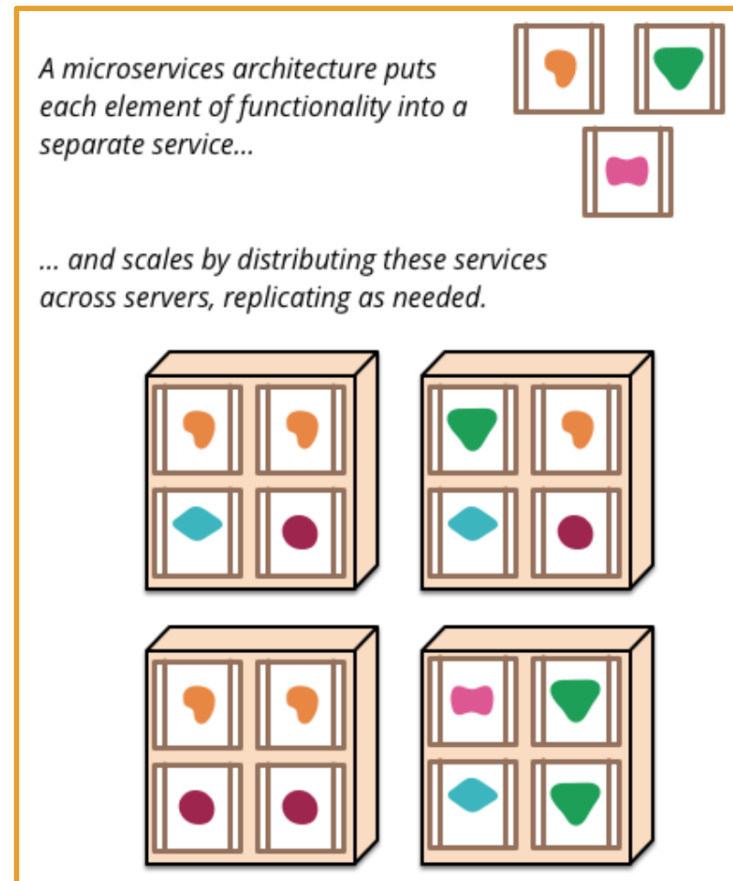 A microservices architecture puts
each element of functionality into a
separate service...
... and scales by distributing these services
across servers, replicating as needed.